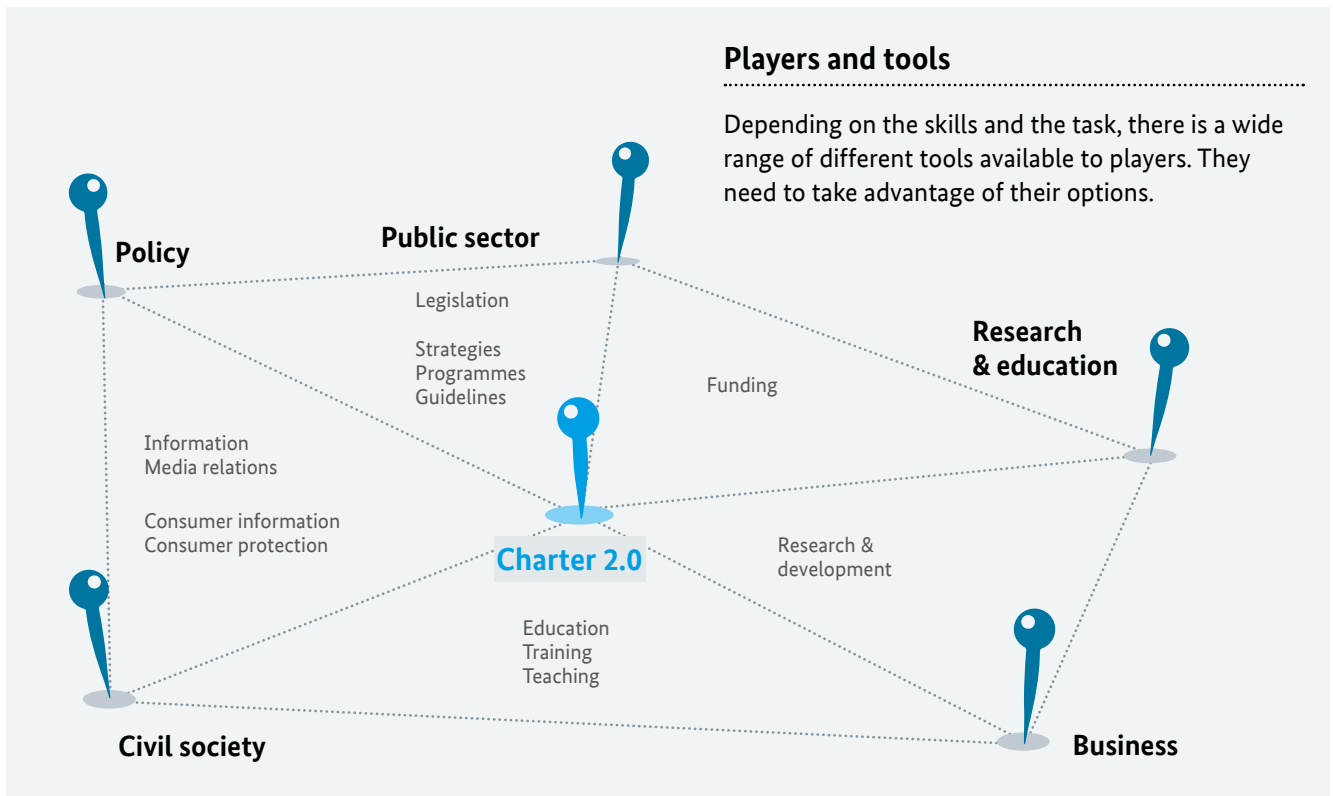 Players and tools
Depending on the skills and the task, there is a wide
range of different tools available to players. They
need to take advantage of their options.
Policy
Public sector
Legislation
Strategies
Programmes
Guidelines
Research
& education
Funding
Information
Media relations
Consumer information
Consumer protection
Charter 2.0
Research &
development
Education
Training
Teaching
Civil society
Business